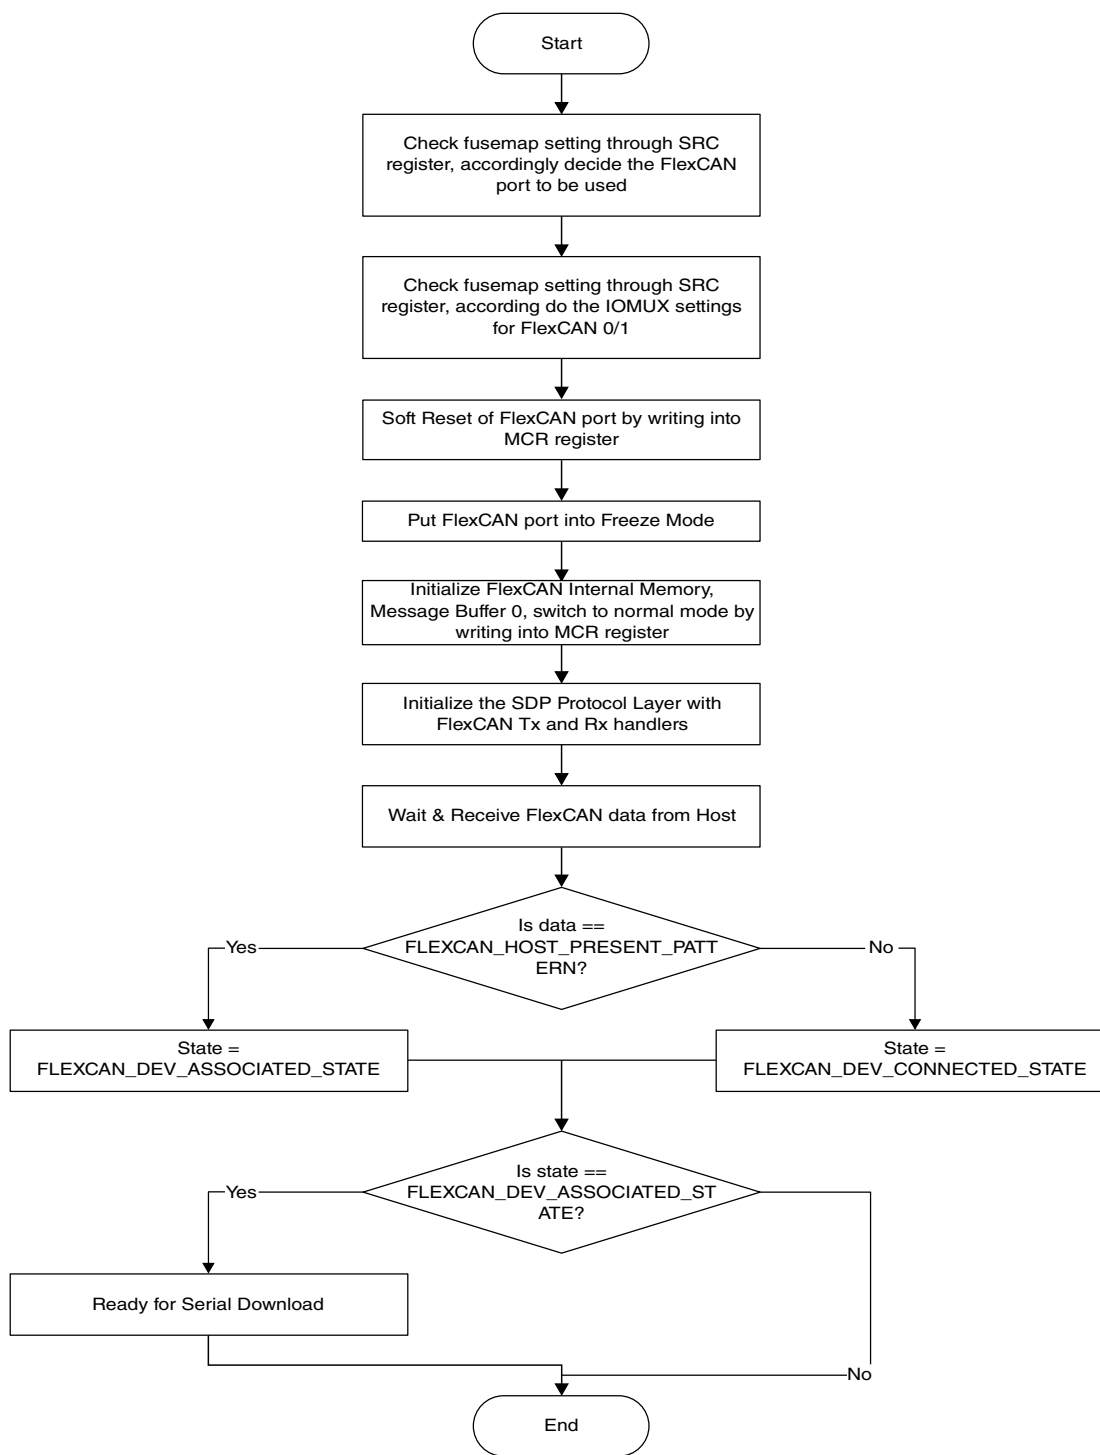 Start
Check fusemap setting through SRC
register, accordingly decide the FlexCAN
port to be used
Check fusemap setting through SRC
register, according do the IOMUX settings
for FlexCAN 0/1
Soft Reset of FlexCAN port by writing into
MCR register
Put FlexCAN port into Freeze Mode
Initialize FlexCAN Internal Memory,
Message Buffer 0, switch to normal mode by
writing into MCR register
Initialize the SDP Protocol Layer with
FlexCAN Tx and Rx handlers
Wait & Receive FlexCAN data from Host
Is data ==
FLEXCAN_HOST_PRESENT_PATT
ERN?
Yes
No
State =
FLEXCAN_DEV_ASSOCIATED_STATE
State =
FLEXCAN_DEV_CONNECTED_STATE
Is state ==
FLEXCAN_DEV_ASSOCIATED_ST
ATE?
Yes
Ready for Serial Download
No
End